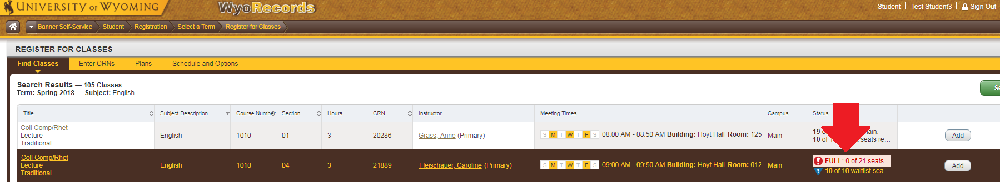 UNIVERSITY OF WYOMING
WyoRecords
Student Test Student3 Sign Out
Banner Self-Service Student Registration Select a Term Register for Classes
REGISTER FOR CLASSES
Find Classes Enter CRNs Plans Schedule and Options
Search Results — 105 Classes
Term: Spring 2018 Subject: English
Title Subject Description Course Number Section Hours CRN Instructor Meeting Times Campus Status
Coll Comp/Rhet
Lecture
Traditional
English 1010 01 3 20286 Grass, Anne (Primary) S M T W T F S 08:00 AM - 08:50 AM Building: Hoyt Hall Room: 125 Main
19
10 of seats re...
Add
Coll Comp/Rhet
Lecture
Traditional
English 1010 04 3 21889 Fleischauer, Caroline (Primary) S M T W T F S 09:00 AM - 09:50 AM Building: Hoyt Hall Room: 012 Main
FULL: 0 of 21 seats...
10 of 10 waitlist sea...
Add